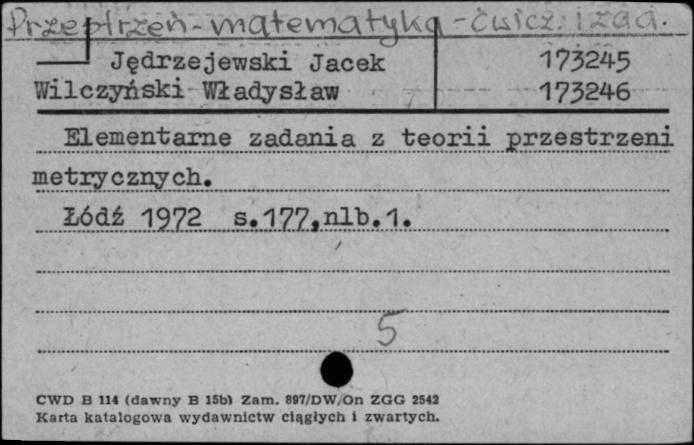 Przestrzeń - matematyka - ćwicz. i zad.
Jędrzejewski Jacek 173245
Wilczyński Władysław 173246
Elementarne zadania z teorii przestrzeni
metrycznych.
Łódź 1972 s.177,nlb.1.
5
CWD B 114 (dawny B 15b) Zam. 897/DW/On ZGG 2542
Karta katalogowa wydawnictw ciągłych i zwartych.